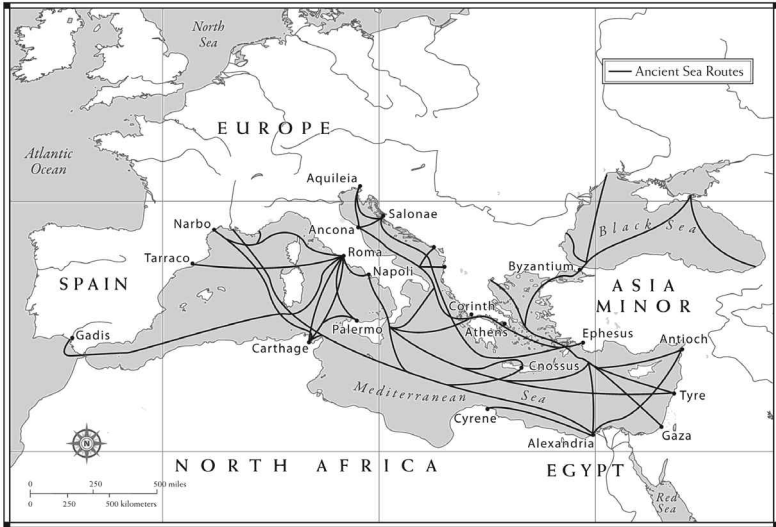 North
Sea
Ancient Sea Routes
EUROPE
Atlantic
Ocean
Aquileia
Narbo
Salonae
Ancona
Black Sea
Tarraco
Roma
Napoli
Byzantium
SPAIN
ASIA
MINOR
Corinth
Gadis
Palermo
Athens
Ephesus
Antioch
Carthage
Cnossus
Mediterranean Sea
Tyre
Cyrene
Gaza
Alexandria
N
NORTH AFRICA
EGYPT
0 250 500 miles
0 250 500 kilometers
Red
Sea